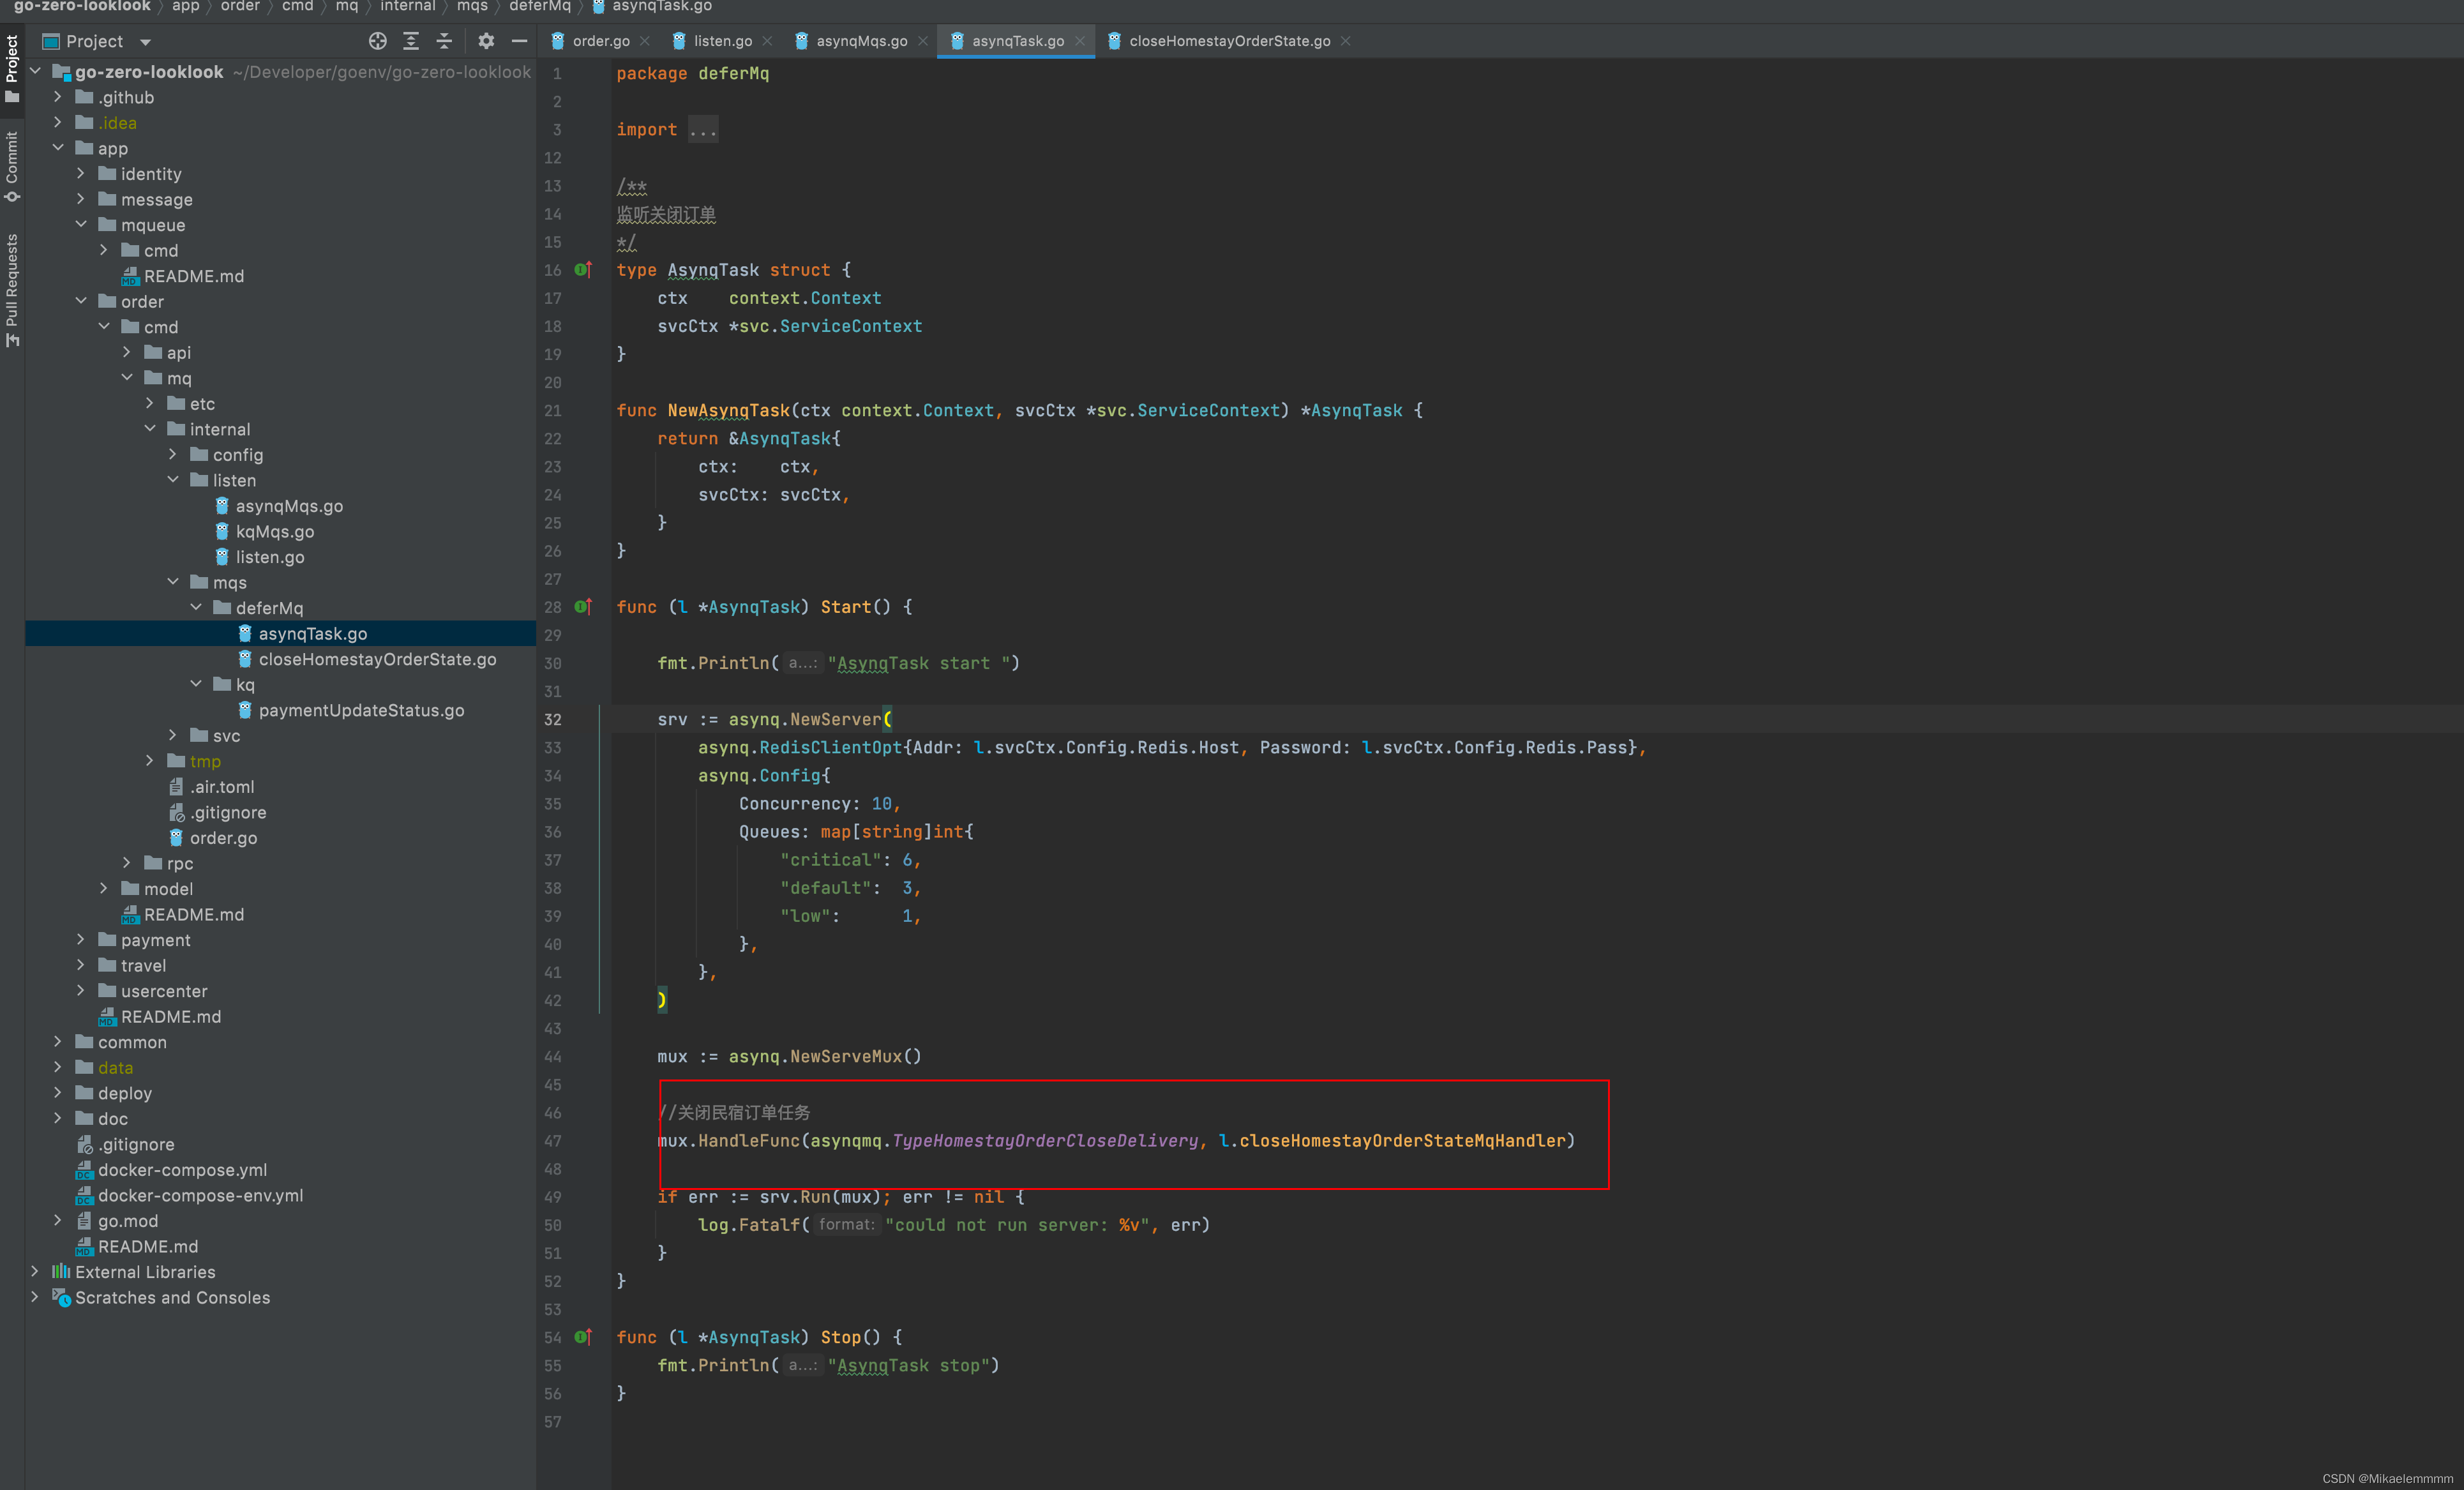 go-zero-looklook 〉 app 〉 order 〉 cmd 〉 mq 〉 internal 〉 mqs 〉 deferMq 〉 asynqTask.go
Project
Commit
Pull Requests
Project
go-zero-looklook ~/Developer/goenv/go-zero-looklook
.github
.idea
app
identity
message
mqueue
cmd
README.md
order
cmd
api
mq
etc
internal
config
listen
asynqMqs.go
kqMqs.go
listen.go
mqs
deferMq
asynqTask.go
closeHomestayOrderState.go
kq
paymentUpdateStatus.go
svc
tmp
.air.toml
.gitignore
order.go
rpc
model
README.md
payment
travel
usercenter
README.md
common
data
deploy
doc
.gitignore
docker-compose.yml
docker-compose-env.yml
go.mod
README.md
External Libraries
Scratches and Consoles
order.go listen.go asynqMqs.go asynqTask.go closeHomestayOrderState.go
1 package deferMq
2
3 import ...
12
13 /**
14 监听关闭订单
15 */
16 type AsynqTask struct {
17 ctx context.Context
18 svcCtx *svc.ServiceContext
19 }
20
21 func NewAsynqTask(ctx context.Context, svcCtx *svc.ServiceContext) *AsynqTask {
22 return &AsynqTask{
23 ctx: ctx,
24 svcCtx: svcCtx,
25 }
26 }
27
28 func (l *AsynqTask) Start() {
29
30 fmt.Println( a...: "AsynqTask start ")
31
32 srv := asynq.NewServer(
33 asynq.RedisClientOpt{Addr: l.svcCtx.Config.Redis.Host, Password: l.svcCtx.Config.Redis.Pass},
34 asynq.Config{
35 Concurrency: 10,
36 Queues: map[string]int{
37 "critical": 6,
38 "default": 3,
39 "low": 1,
40 },
41 },
42 )
43
44 mux := asynq.NewServeMux()
45
46 //关闭民宿订单任务
47 mux.HandleFunc(asynqmq.TypeHomestayOrderCloseDelivery, l.closeHomestayOrderStateMqHandler)
48
49 if err := srv.Run(mux); err != nil {
50 log.Fatalf( format: "could not run server: %v", err)
51 }
52 }
53
54 func (l *AsynqTask) Stop() {
55 fmt.Println( a...: "AsynqTask stop")
56 }
57
CSDN @Mikaelemmmm